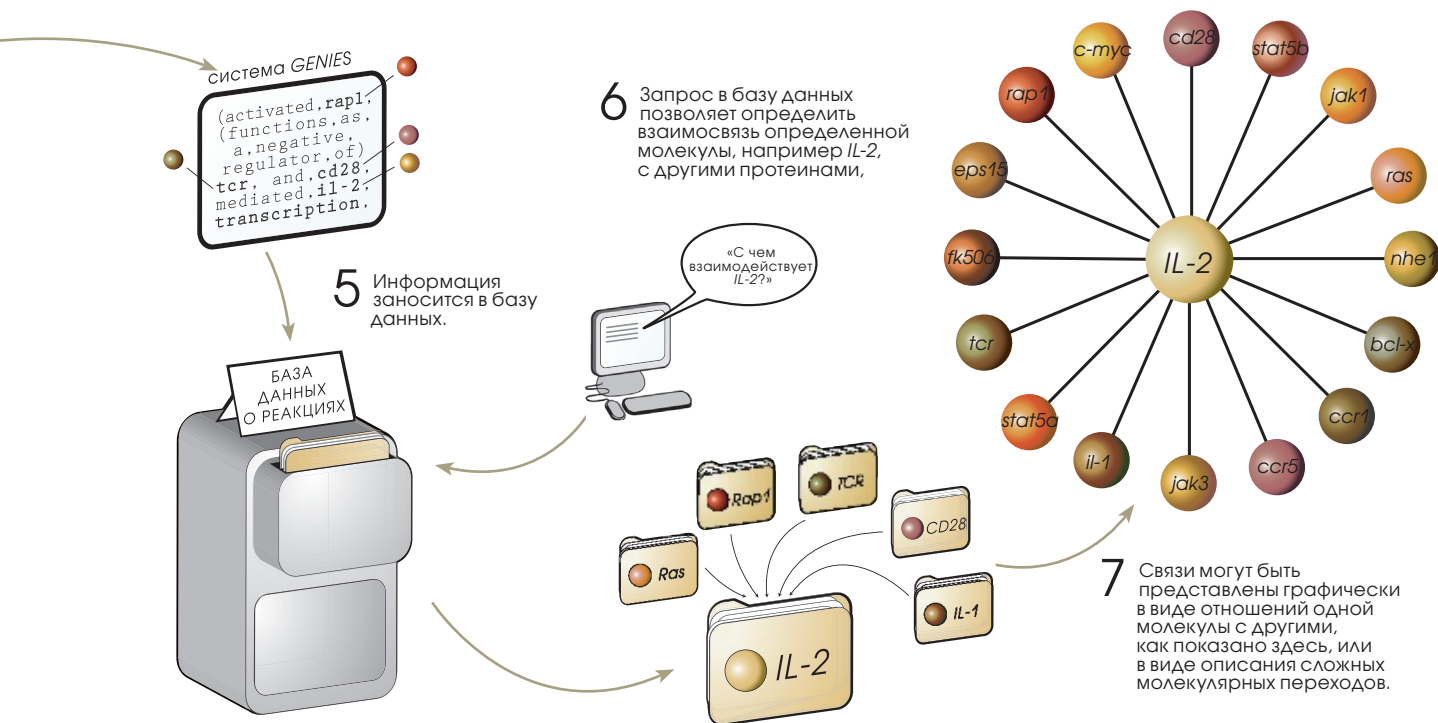 система GENIES
(activated,rap1,
(functions,as,
a,negative,
regulator,of)
tcr, and,cd28,
mediated,il-2,
transcription,
5 Информация
заносится в базу
данных.
БАЗА
ДАННЫХ
О РЕАКЦИЯХ
6 Запрос в базу данных
позволяет определить
взаимосвязь определенной
молекулы, например IL-2,
с другими протеинами,
«С чем
взаимодействует
IL-2?»
Ras
Rap1
TCR
CD28
IL-1
IL-2
cd28
stat5b
jak1
ras
nhe1
bcl-x
ccr1
ccr5
jak3
il-1
stat5a
tcr
fk506
eps15
rap1
c-myc
IL-2
7 Связи могут быть
представлены графически
в виде отношений одной
молекулы с другими,
как показано здесь, или
в виде описания сложных
молекулярных переходов.